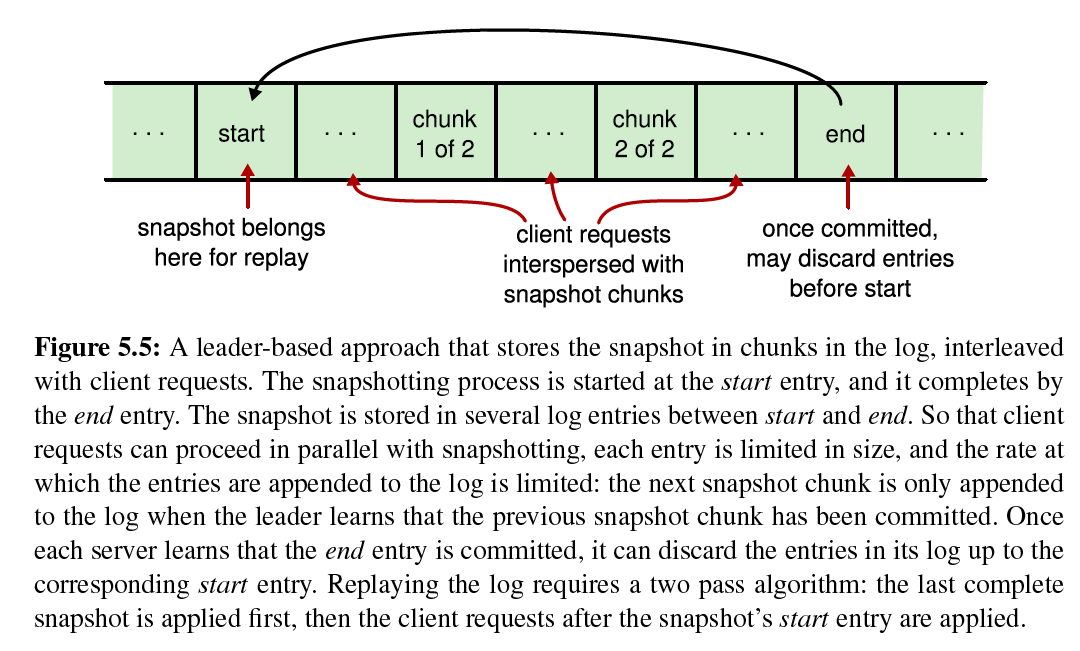 . . .
start
. . .
chunk
1 of 2
. . .
chunk
2 of 2
. . .
end
. . .
snapshot belongs
here for replay
client requests
interspersed with
snapshot chunks
once committed,
may discard entries
before start
Figure 5.5: A leader-based approach that stores the snapshot in chunks in the log, interleaved
with client requests. The snapshotting process is started at the start entry, and it completes by
the end entry. The snapshot is stored in several log entries between start and end. So that client
requests can proceed in parallel with snapshotting, each entry is limited in size, and the rate at
which the entries are appended to the log is limited: the next snapshot chunk is only appended
to the log when the leader learns that the previous snapshot chunk has been committed. Once
each server learns that the end entry is committed, it can discard the entries in its log up to the
corresponding start entry. Replaying the log requires a two pass algorithm: the last complete
snapshot is applied first, then the client requests after the snapshot's start entry are applied.